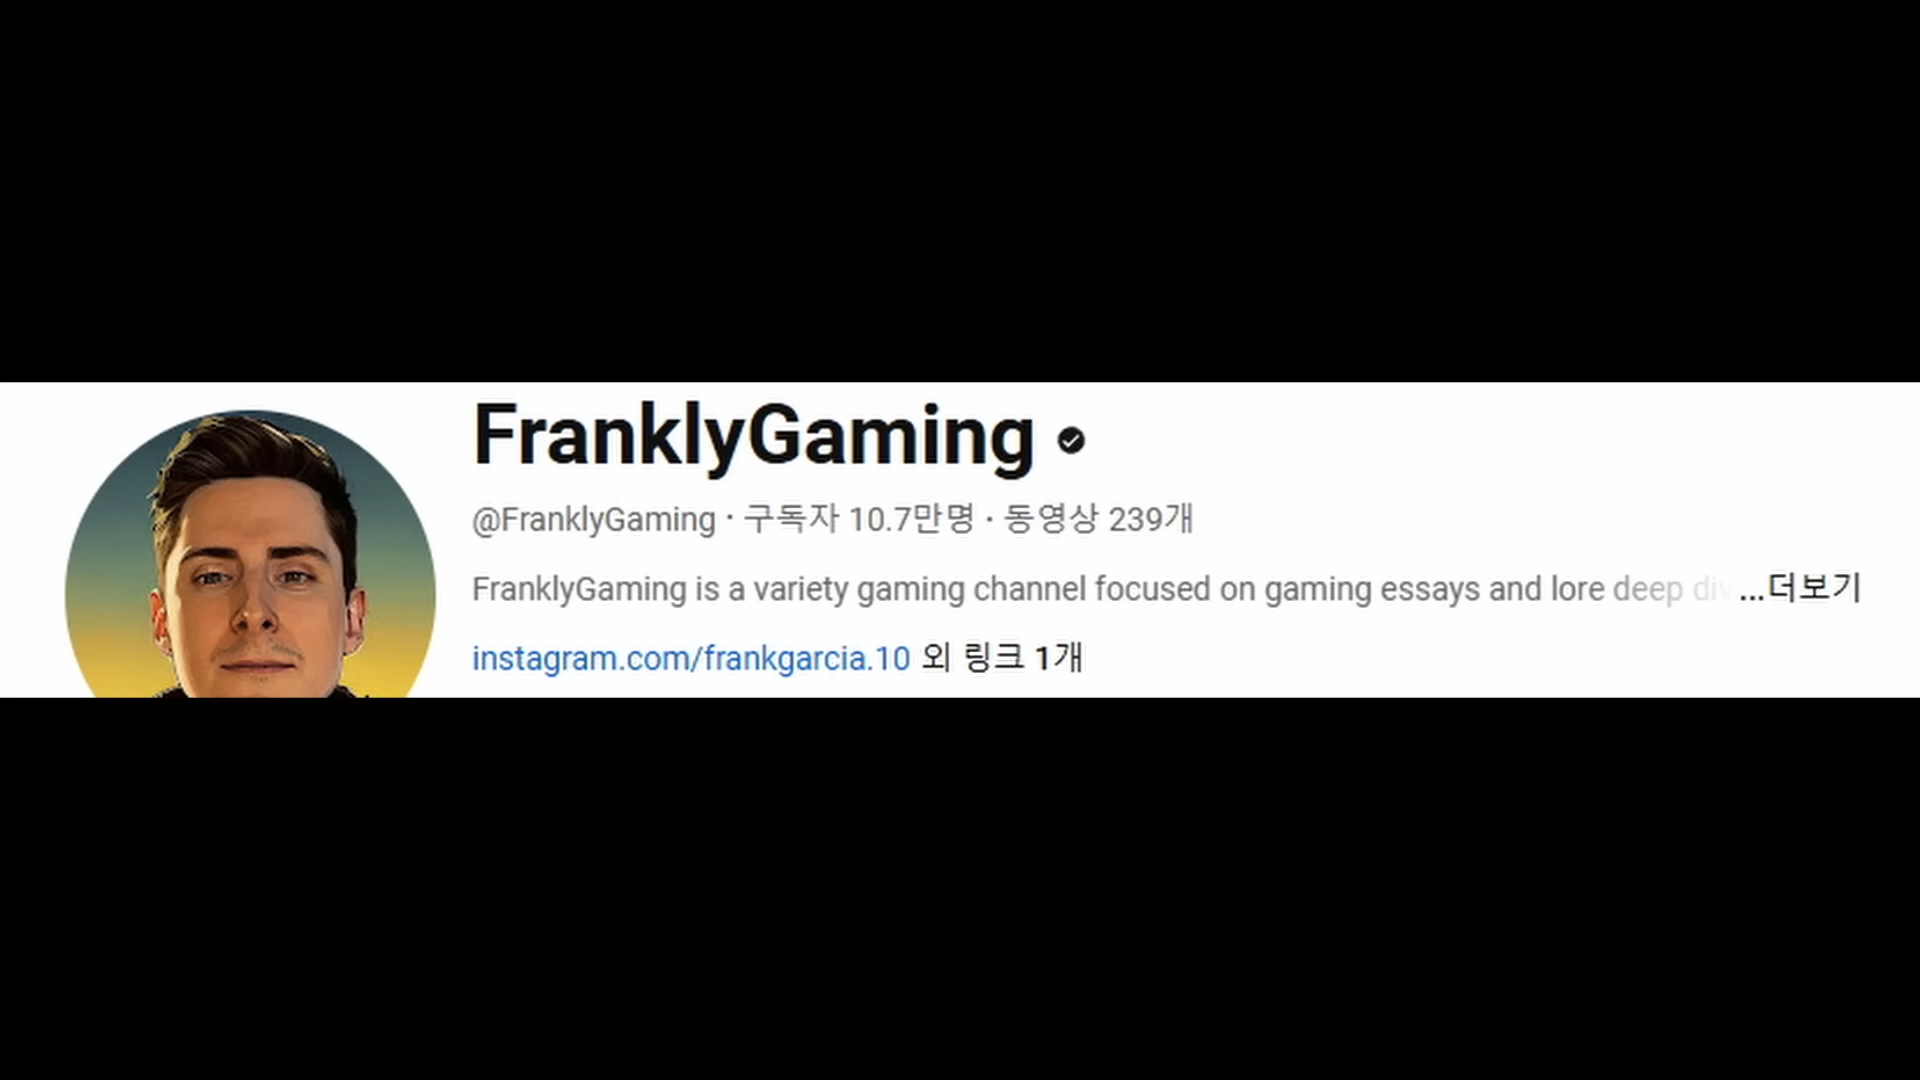 FranklyGaming
@FranklyGaming · 구독자 10.7만명 · 동영상 239개
FranklyGaming is a variety gaming channel focused on gaming essays and lore deep ...더보기
instagram.com/frankgarcia.10 외 링크 1개